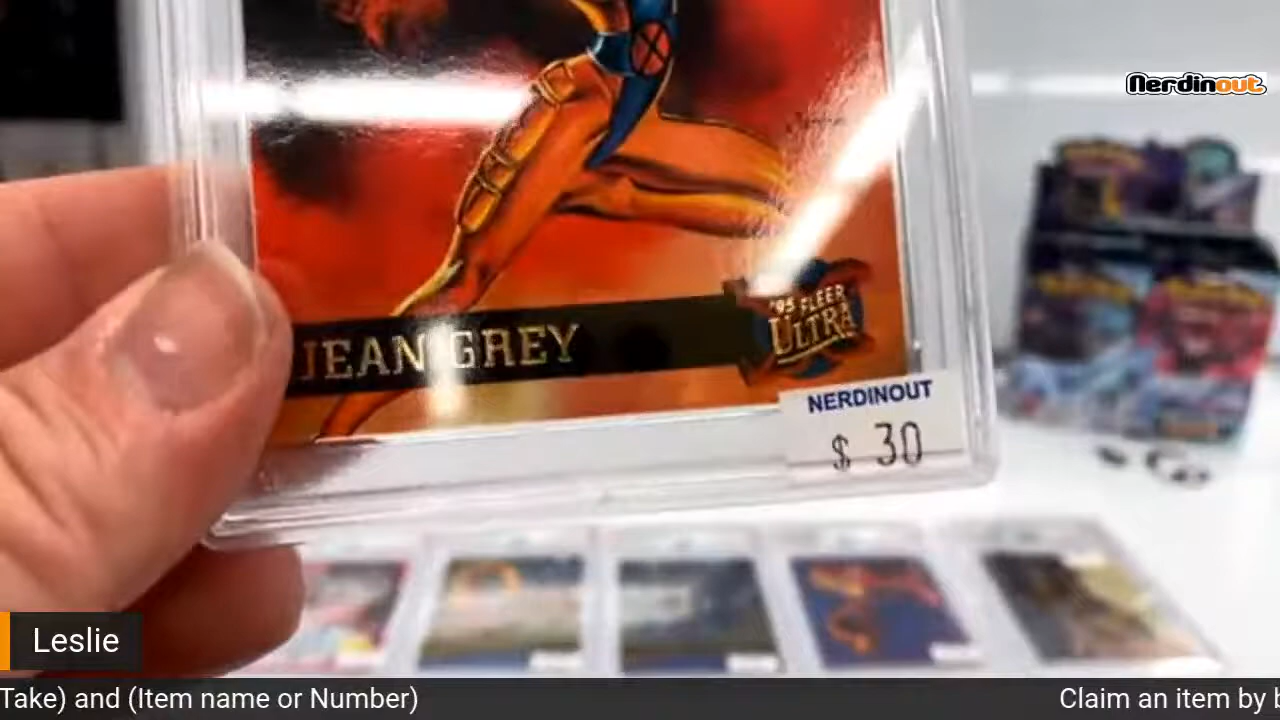 Nerdinout
'95 FLEER
ULTRA
JEAN GREY
NERDINOUT
$ 30
Leslie
Take) and (Item name or Number)
Claim an item by b